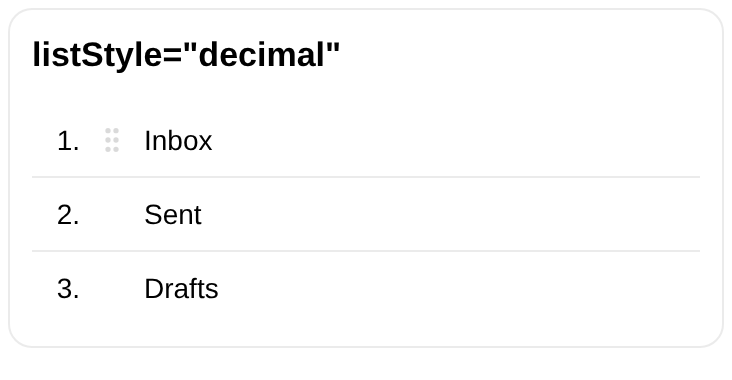 listStyle="decimal"
1. Inbox
2. Sent
3. Drafts